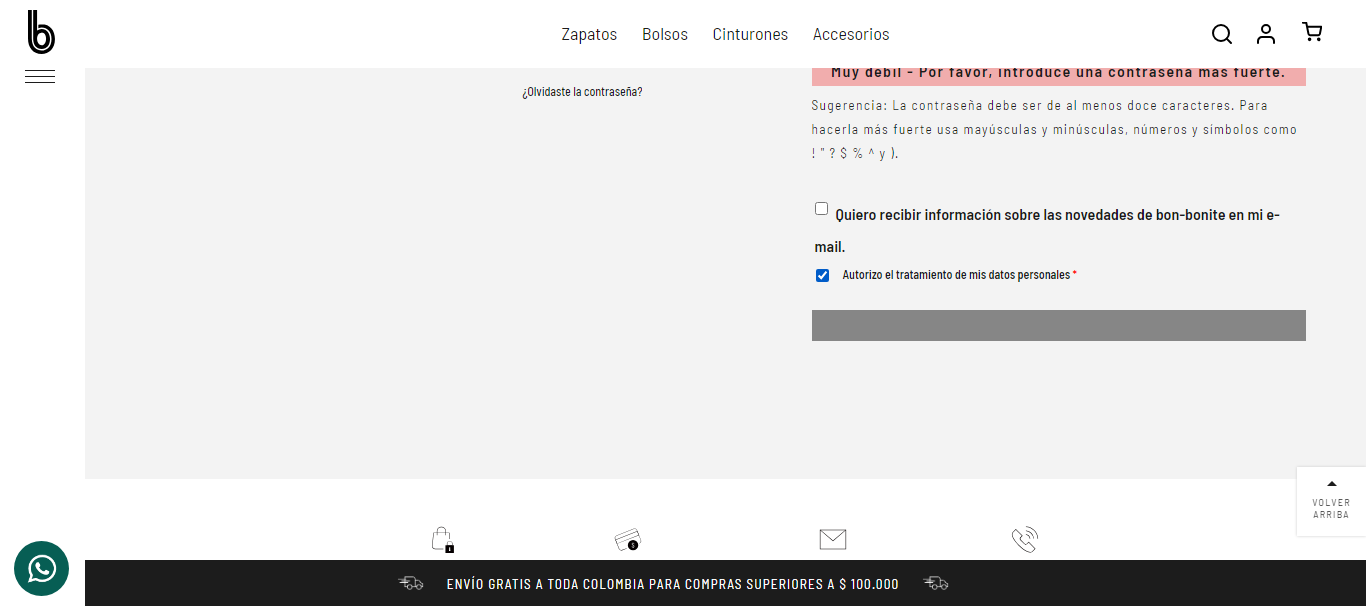 b
Zapatos Bolsos Cinturones Accesorios
¿Olvidaste la contraseña?
Muy débil - Por favor, introduce una contraseña más fuerte.
Sugerencia: La contraseña debe ser de al menos doce caracteres. Para
hacerla más fuerte usa mayúsculas y minúsculas, números y símbolos como
! " ? $ % ^ y ).
Quiero recibir información sobre las novedades de bon-bonite en mi e-
mail.
Autorizo el tratamiento de mis datos personales *
VOLVER
ARRIBA
ENVÍO GRATIS A TODA COLOMBIA PARA COMPRAS SUPERIORES A $ 100.000